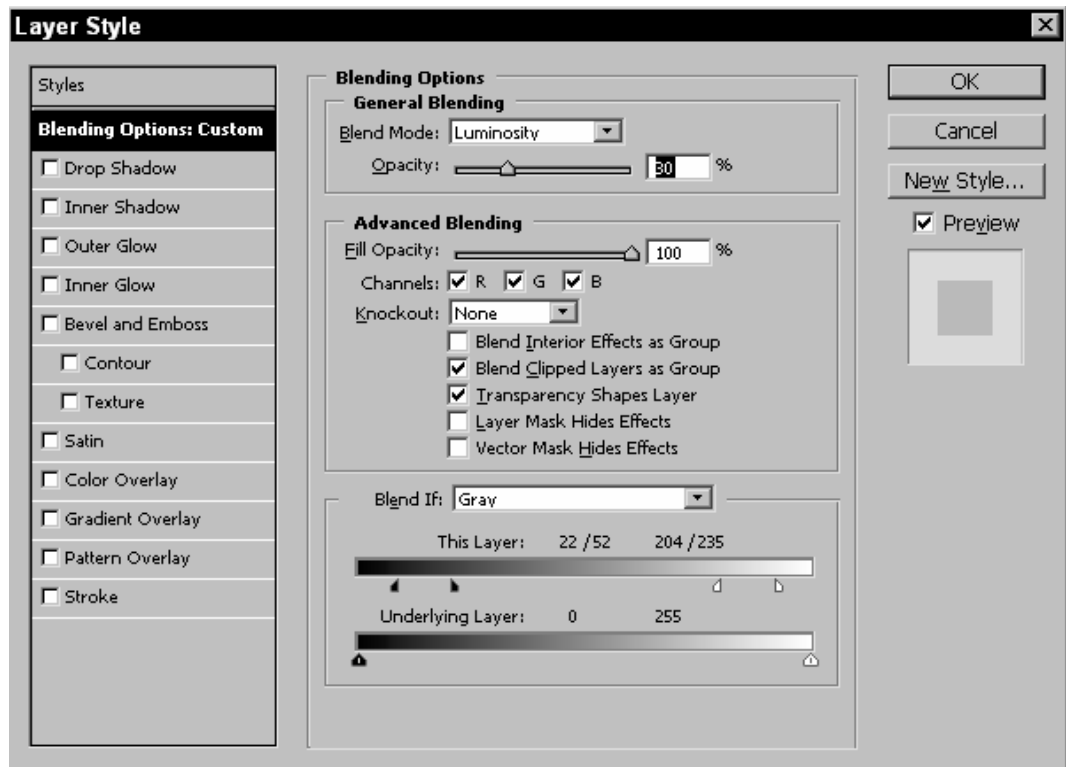 Layer Style
Styles
Blending Options: Custom
Drop Shadow
Inner Shadow
Outer Glow
Inner Glow
Bevel and Emboss
Contour
Texture
Satin
Color Overlay
Gradient Overlay
Pattern Overlay
Stroke
Blending Options
General Blending
Blend Mode: Luminosity
Opacity: 30 %
Advanced Blending
Fill Opacity: 100 %
Channels: R G B
Knockout: None
Blend Interior Effects as Group
Blend Clipped Layers as Group
Transparency Shapes Layer
Layer Mask Hides Effects
Vector Mask Hides Effects
Blend If: Gray
This Layer: 22 / 52 204 / 235
Underlying Layer: 0 255
OK
Cancel
New Style...
Preview